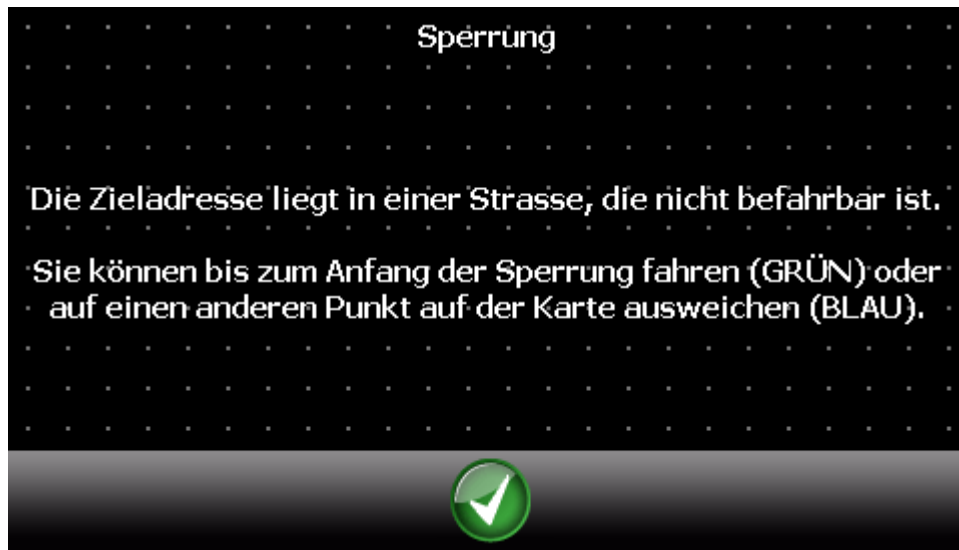 Sperrung
Die Zieladresse liegt in einer Strasse, die nicht befahrbar ist.
Sie können bis zum Anfang der Sperrung fahren (GRÜN) oder
auf einen anderen Punkt auf der Karte ausweichen (BLAU).